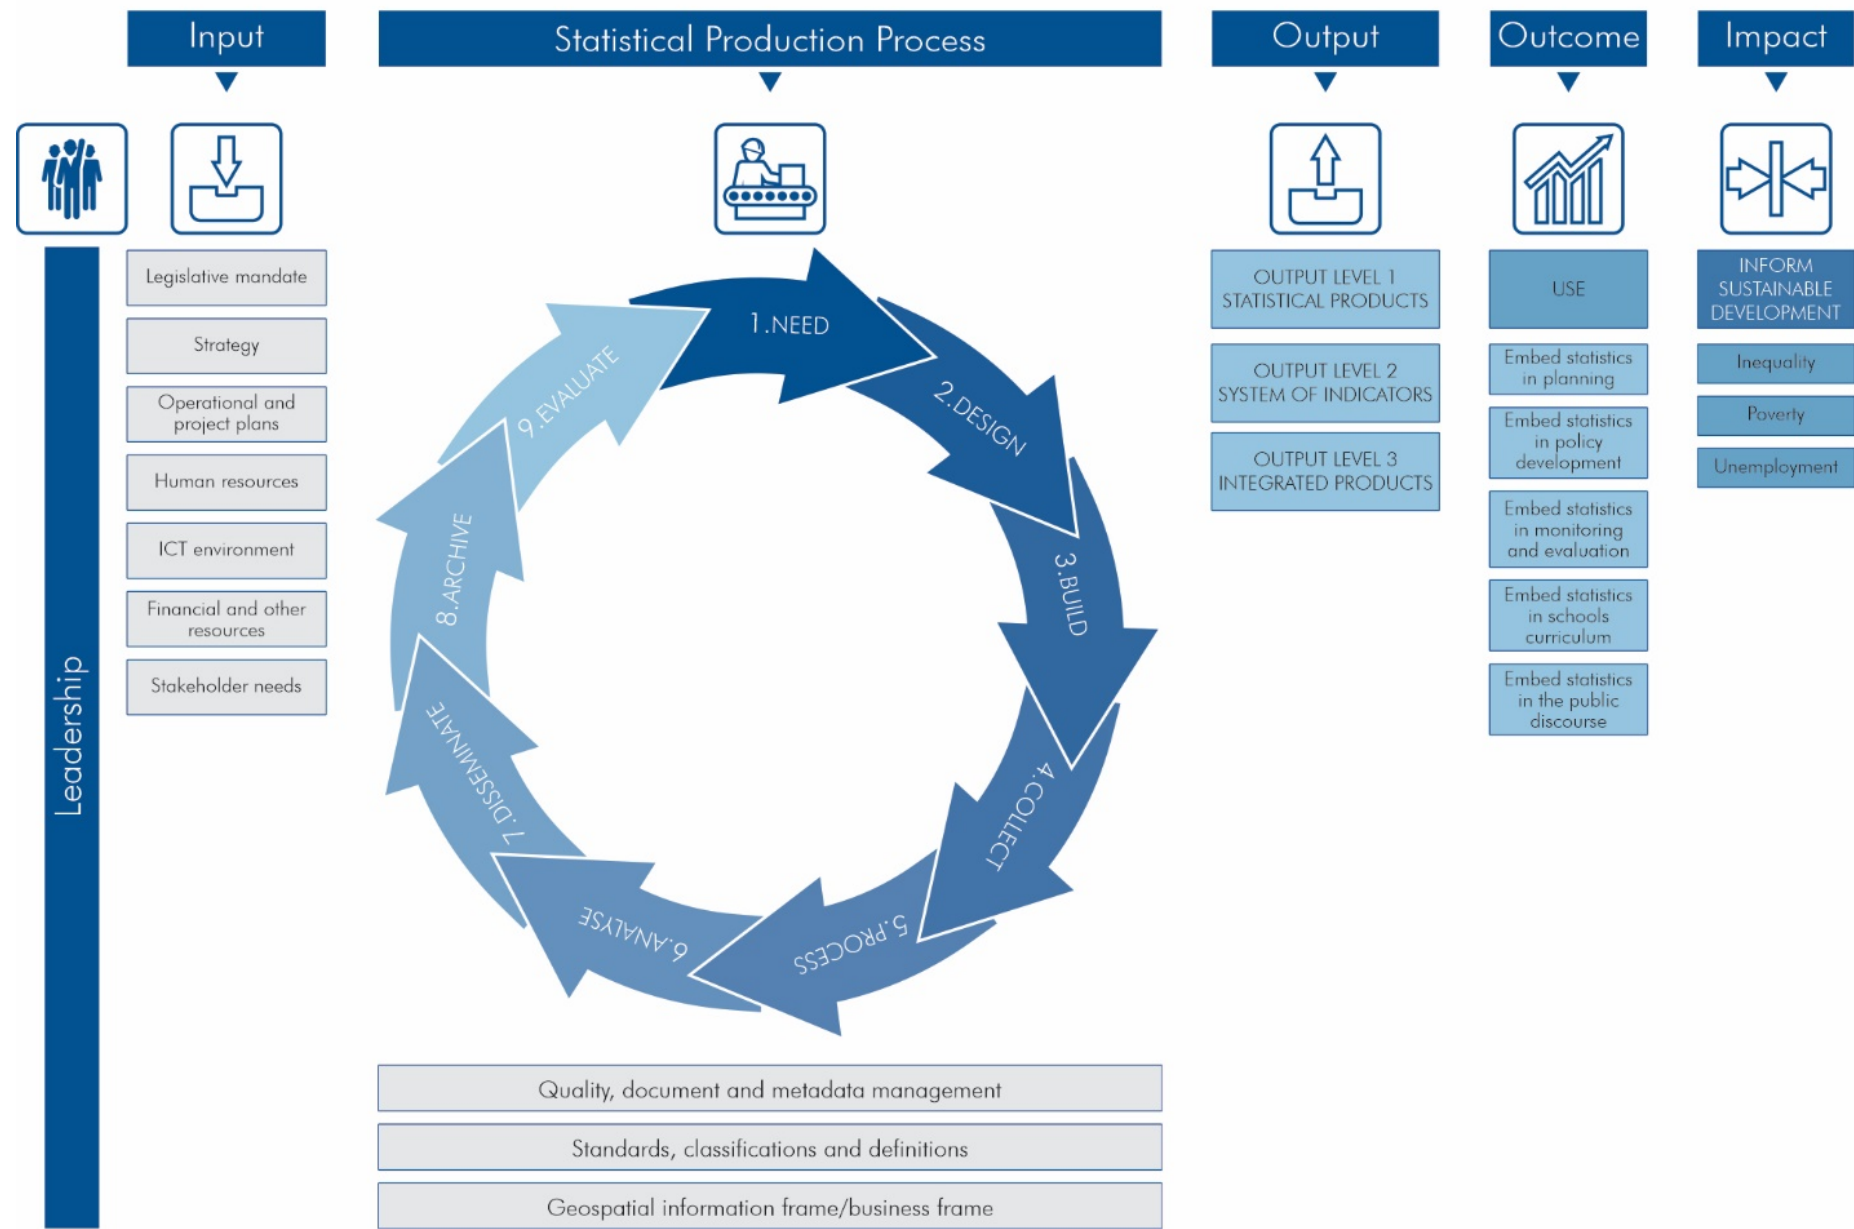 Input
Statistical Production Process
Output
Outcome
Impact
Leadership
Legislative mandate
Strategy
Operational and
project plans
Human resources
ICT environment
Financial and other
resources
Stakeholder needs
1.NEED
2.DESIGN
3.BUILD
4.COLLECT
5.PROCESS
6.ANALYSE
7.DISSEMINATE
8.ARCHIVE
9.EVALUATE
Quality, document and metadata management
Standards, classifications and definitions
Geospatial information frame/business frame
OUTPUT LEVEL 1
STATISTICAL PRODUCTS
OUTPUT LEVEL 2
SYSTEM OF INDICATORS
OUTPUT LEVEL 3
INTEGRATED PRODUCTS
USE
Embed statistics
in planning
Embed statistics
in policy
development
Embed statistics
in monitoring
and evaluation
Embed statistics
in schools
curriculum
Embed statistics
in the public
discourse
INFORM
SUSTAINABLE
DEVELOPMENT
Inequality
Poverty
Unemployment